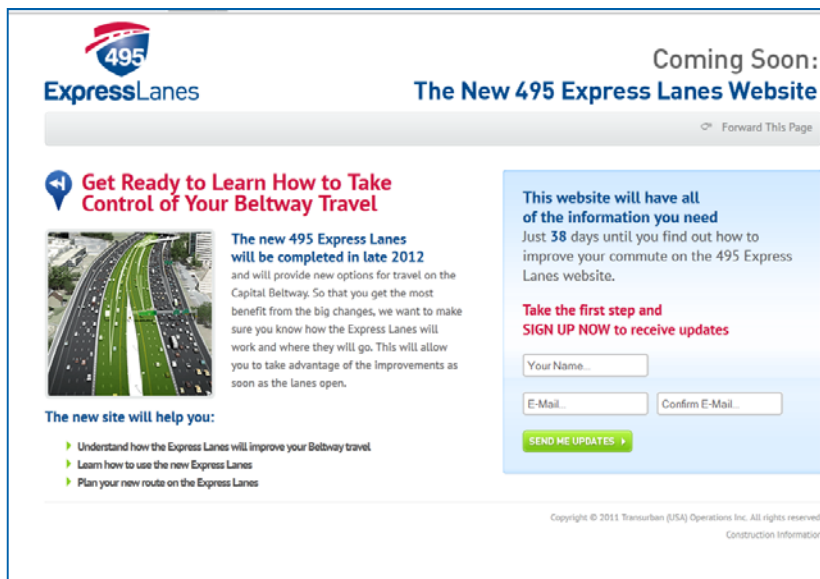 495
ExpressLanes
Coming Soon:
The New 495 Express Lanes Website
Forward This Page
Get Ready to Learn How to Take
Control of Your Beltway Travel
The new 495 Express Lanes
will be completed in late 2012
and will provide new options for travel on the
Capital Beltway. So that you get the most
benefit from the big changes, we want to make
sure you know how the Express Lanes will
work and where they will go. This will allow
you to take advantage of the improvements as
soon as the lanes open.
The new site will help you:
Understand how the Express Lanes will improve your Beltway travel
Learn how to use the new Express Lanes
Plan your new route on the Express Lanes
This website will have all
of the information you need
Just 38 days until you find out how to
improve your commute on the 495 Express
Lanes website.
Take the first step and
SIGN UP NOW to receive updates
Your Name...
E-Mail...
Confirm E-Mail...
SEND ME UPDATES
Copyright © 2011 Transurban (USA) Operations Inc. All rights reserved
Construction Information